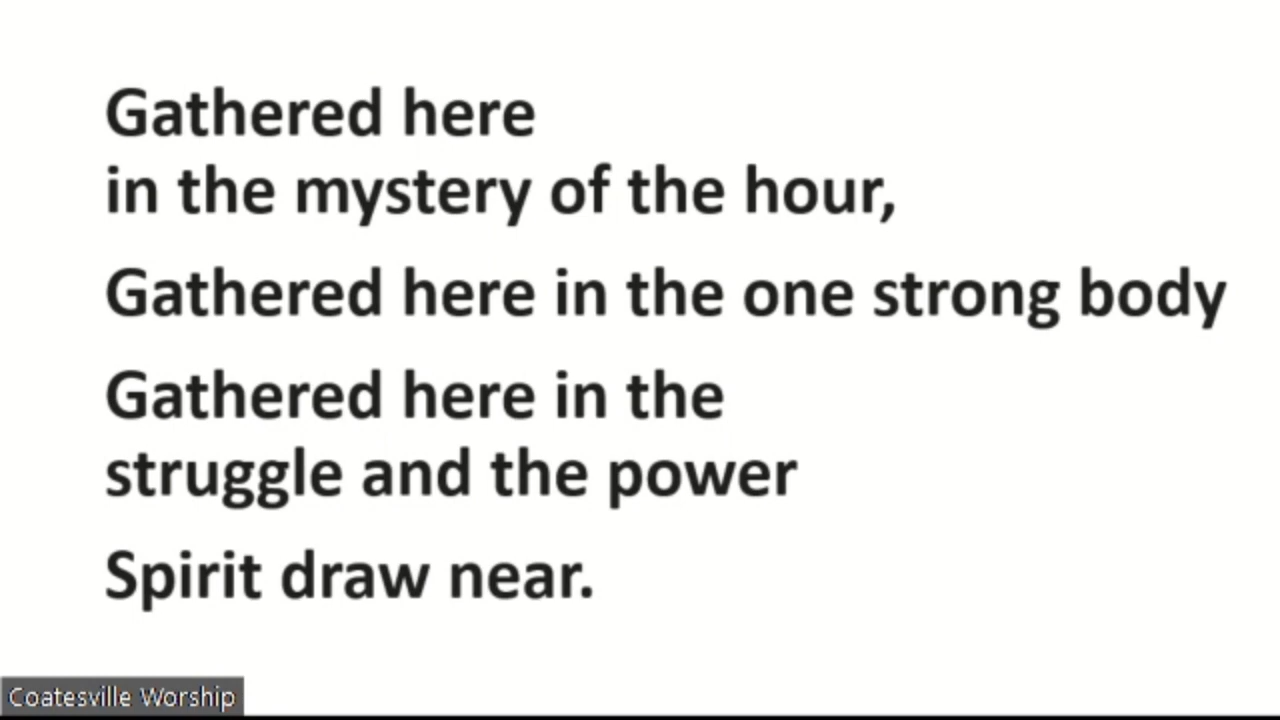 Gathered here
in the mystery of the hour,
Gathered here in the one strong body
Gathered here in the
struggle and the power
Spirit draw near.
Coatesville Worship